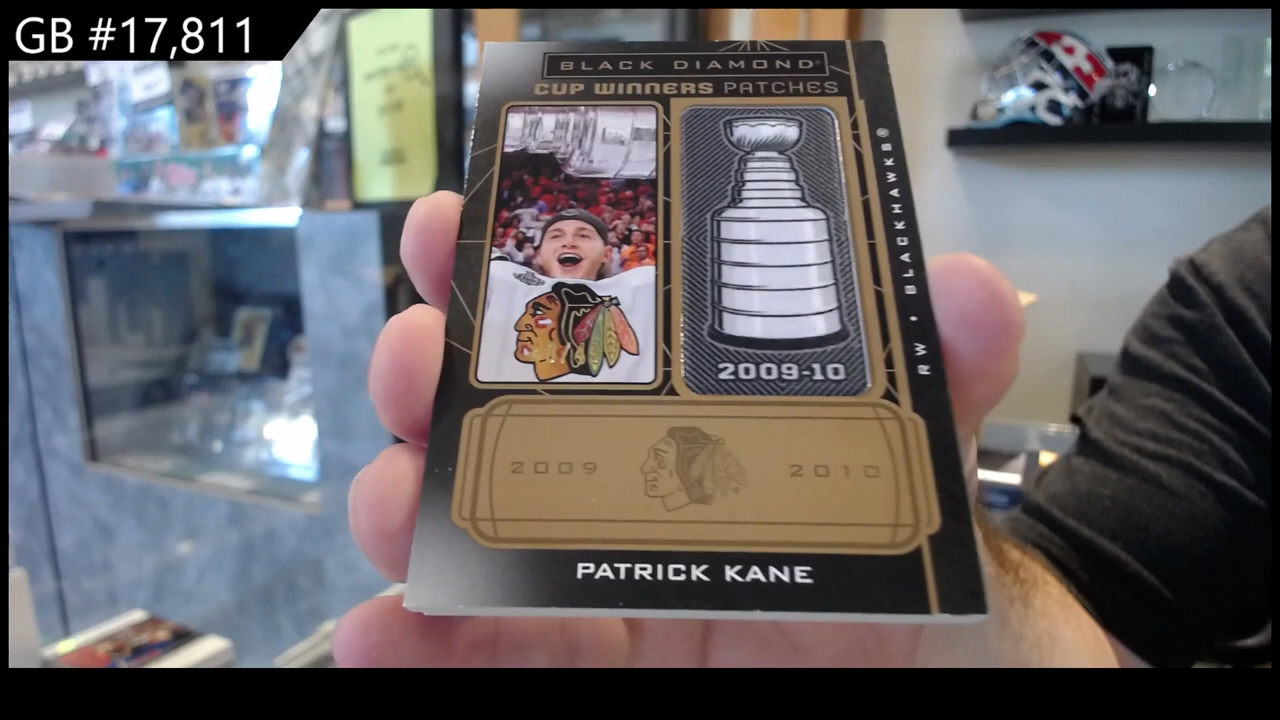 GB #17,811
BLACK DIAMOND®
CUP WINNERS PATCHES
2009-10
RW • BLACKHAWKS®
2009 2010
PATRICK KANE